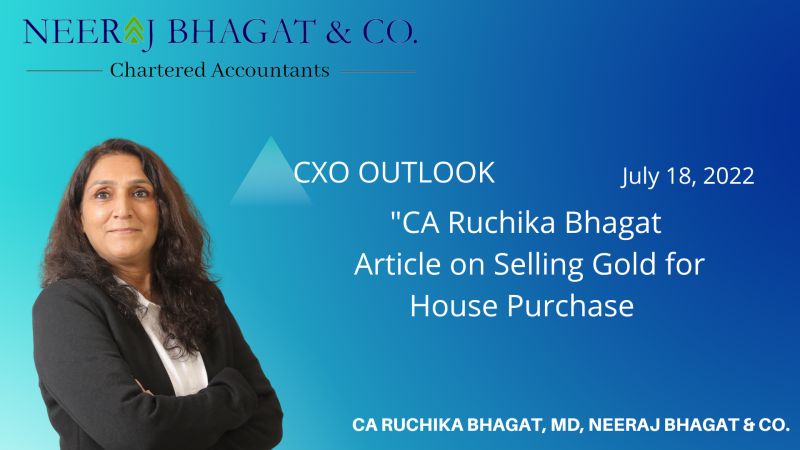 NEERAJ BHAGAT & CO.
Chartered Accountants
CXO OUTLOOK
July 18, 2022
"CA Ruchika Bhagat
Article on Selling Gold for
House Purchase
CA RUCHIKA BHAGAT, MD, NEERAJ BHAGAT & CO.